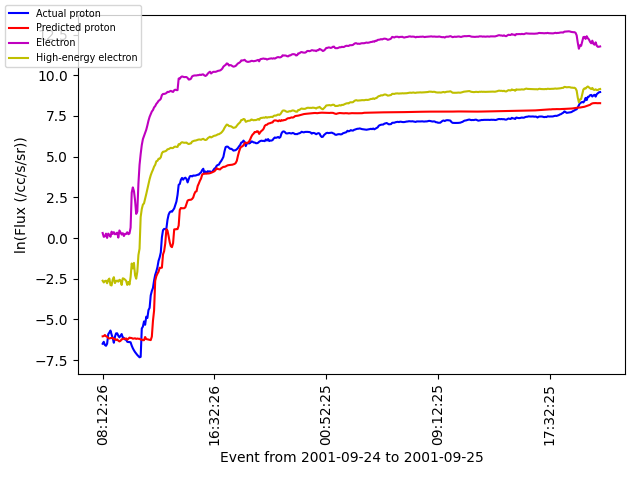 Actual proton
Predicted proton
Electron
High-energy electron
12.5
10.0
7.5
5.0
2.5
0.0
−2.5
−5.0
−7.5
ln(Flux (/cc/s/sr))
08:12:26
16:32:26
00:52:25
09:12:25
17:32:25
Event from 2001-09-24 to 2001-09-25